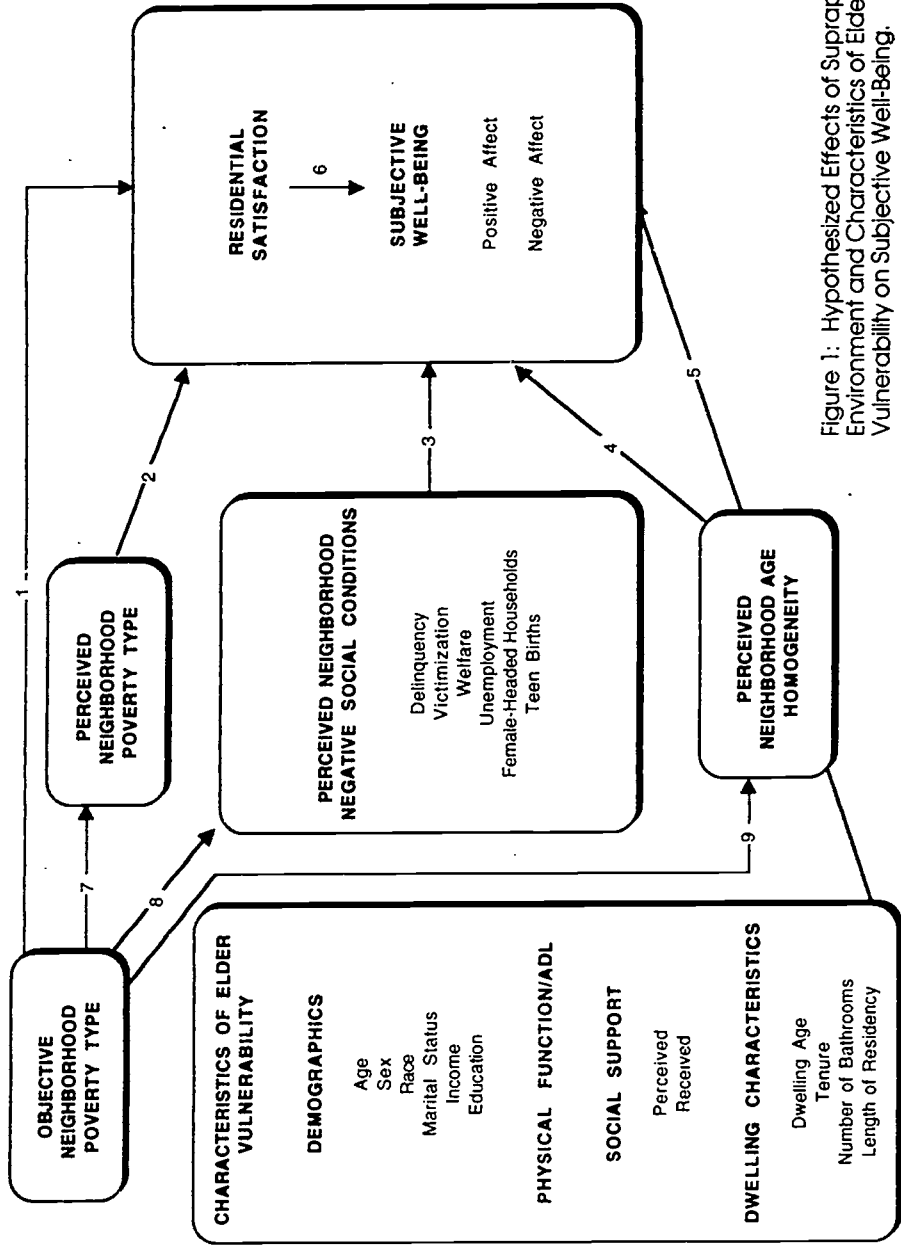 OBJECTIVE
NEIGHBORHOOD
POVERTY TYPE
CHARACTERISTICS OF ELDER
VULNERABILITY
DEMOGRAPHICS
Age
Sex
Race
Marital Status
Income
Education
PHYSICAL FUNCTION/ADL
SOCIAL SUPPORT
Perceived
Received
DWELLING CHARACTERISTICS
Dwelling Age
Tenure
Number of Bathrooms
Length of Residency
1
7
8
9
PERCEIVED
NEIGHBORHOOD
POVERTY TYPE
PERCEIVED NEIGHBORHOOD
NEGATIVE SOCIAL CONDITIONS
Delinquency
Victimization
Welfare
Unemployment
Female-Headed Households
Teen Births
PERCEIVED
NEIGHBORHOOD AGE
HOMOGENEITY
2
3
4
5
RESIDENTIAL
SATISFACTION
6
SUBJECTIVE
WELL-BEING
Positive Affect
Negative Affect
Figure 1: Hypothesized Effects of
Environment and Characteristics of
Vulnerability on Subjective Well-Being.